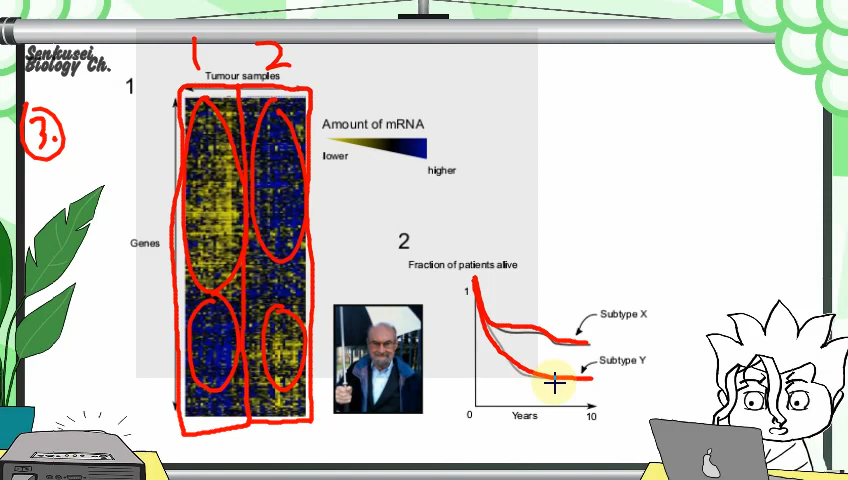 Senkusei
Biology Ch.
1 2
Tumour samples
1
3.
Amount of mRNA
lower
higher
Genes
2
Fraction of patients alive
1
Subtype X
Subtype Y
0
Years
10